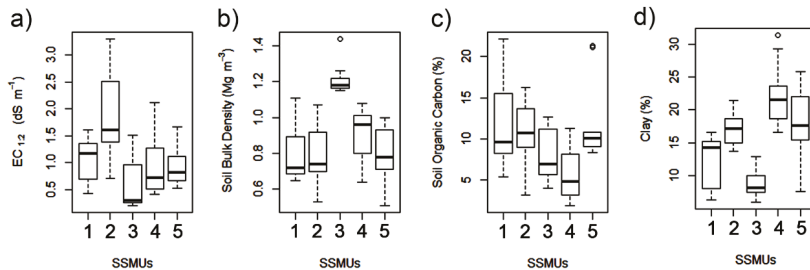 a)
EC 1:2 (dS m⁻¹)
0.5 1.0 1.5 2.0 2.5 3.0
1 2 3 4 5
SSMUs
b)
Soil Bulk Density (Mg m⁻³)
0.6 0.8 1.0 1.2 1.4
1 2 3 4 5
SSMUs
c)
Soil Organic Carbon (%)
5 10 15 20
1 2 3 4 5
SSMUs
d)
Clay (%)
10 15 20 25 30
1 2 3 4 5
SSMUs